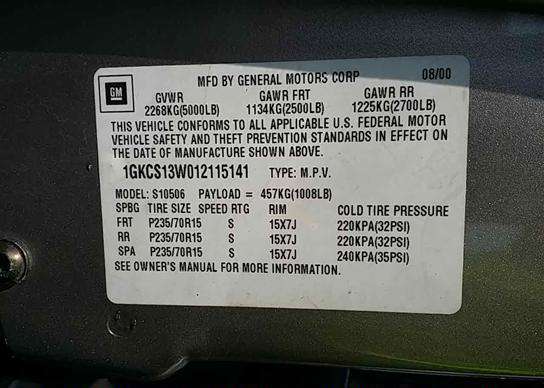 GM
MFD BY GENERAL MOTORS CORP 08/00
GVWR GAWR FRT GAWR RR
2268KG(5000LB) 1134KG(2500LB) 1225KG(2700LB)
THIS VEHICLE CONFORMS TO ALL APPLICABLE U.S. FEDERAL MOTOR
VEHICLE SAFETY AND THEFT PREVENTION STANDARDS IN EFFECT ON
THE DATE OF MANUFACTURE SHOWN ABOVE.
1GKCS13W012115141 TYPE: M.P.V.
MODEL: S10506 PAYLOAD = 457KG(1008LB)
SPBG TIRE SIZE SPEED RTG RIM COLD TIRE PRESSURE
FRT P235/70R15 S 15X7J 220KPA(32PSI)
RR P235/70R15 S 15X7J 220KPA(32PSI)
SPA P235/70R15 S 15X7J 240KPA(35PSI)
SEE OWNER'S MANUAL FOR MORE INFORMATION.